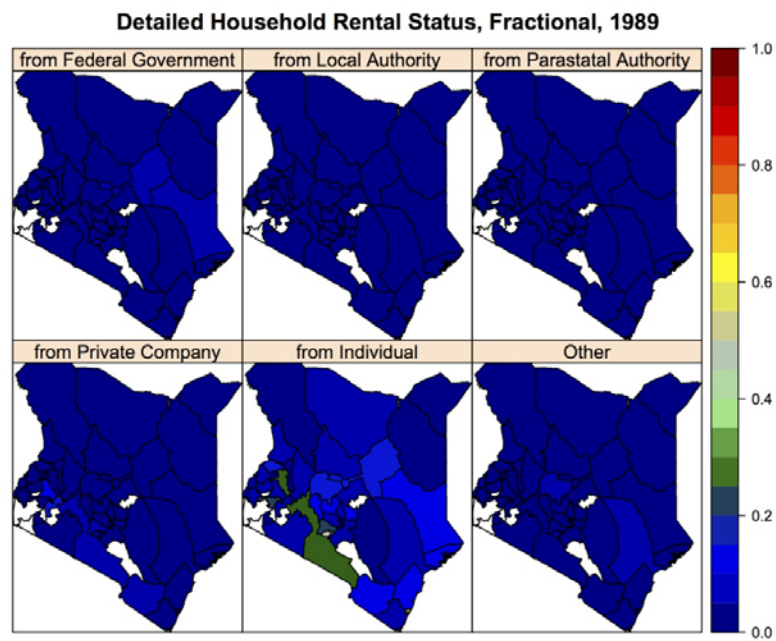 Detailed Household Rental Status, Fractional, 1989
from Federal Government
from Local Authority
from Parastatal Authority
from Private Company
from Individual
Other
1.0
0.8
0.6
0.4
0.2
0.0